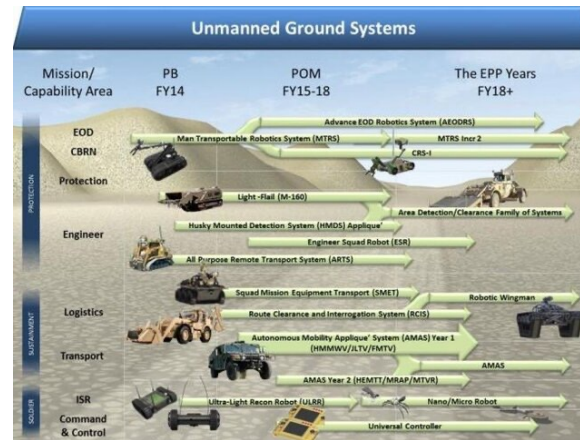 Unmanned Ground Systems
Mission/ Capability Area
PB FY14
POM FY15-18
The EPP Years FY18+
PROTECTION
EOD
CBRN
Protection
Engineer
Advance EOD Robotics System (AEODRS)
Man Transportable Robotics System (MTRS)
MTRS Incr 2
CRS-I
Light -Flail (M-160)
Area Detection/Clearance Family of Systems
Husky Mounted Detection System (HMDS) Applique'
Engineer Squad Robot (ESR)
All Purpose Remote Transport System (ARTS)
SUSTAINMENT
Logistics
Transport
Squad Mission Equipment Transport (SMET)
Robotic Wingman
Route Clearance and Interrogation System (RCIS)
Autonomous Mobility Applique' System (AMAS) Year 1
(HMMWV/JLTV/FMTV)
AMAS
AMAS Year 2 (HEMTT/MRAP/MTVR)
SOLDIER
ISR
Command
& Control
Ultra-Light Recon Robot (ULRR)
Nano/Micro Robot
Universal Controller